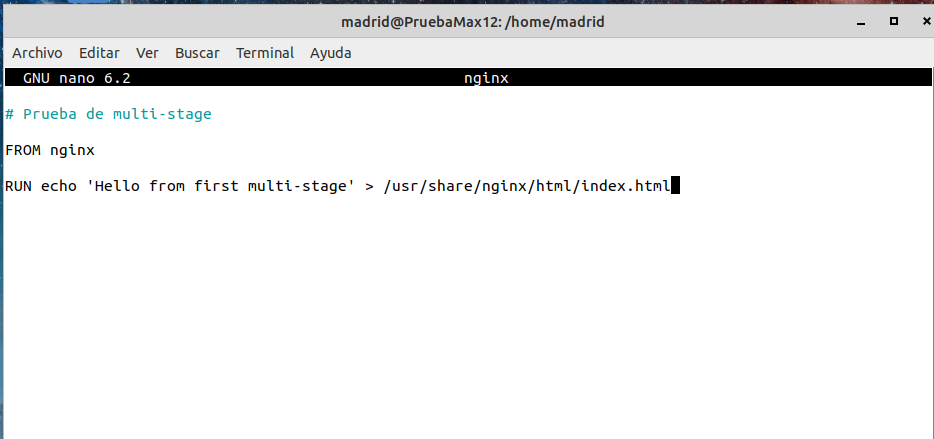 madrid@PruebaMax12: /home/madrid
Archivo Editar Ver Buscar Terminal Ayuda
GNU nano 6.2 nginx
# Prueba de multi-stage
FROM nginx
RUN echo 'Hello from first multi-stage' > /usr/share/nginx/html/index.html